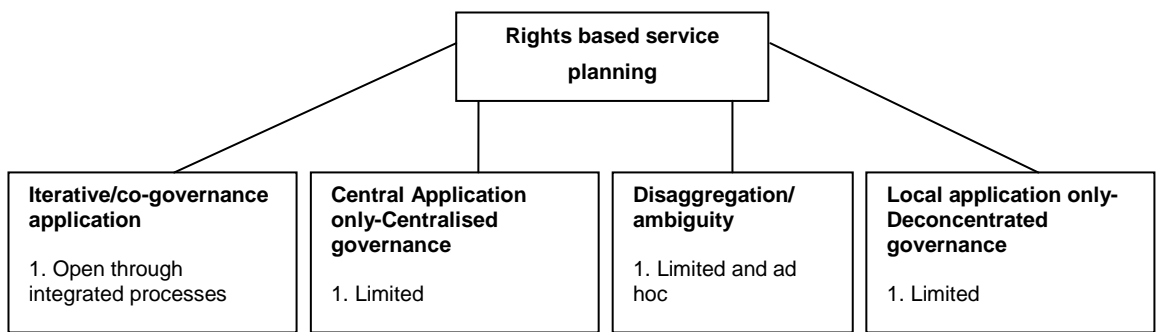 Rights based service
planning
Iterative/co-governance
application
1. Open through
integrated processes
Central Application
only-Centralised
governance
1. Limited
Disaggregation/
ambiguity
1. Limited and ad
hoc
Local application only-
Deconcentrated
governance
1. Limited